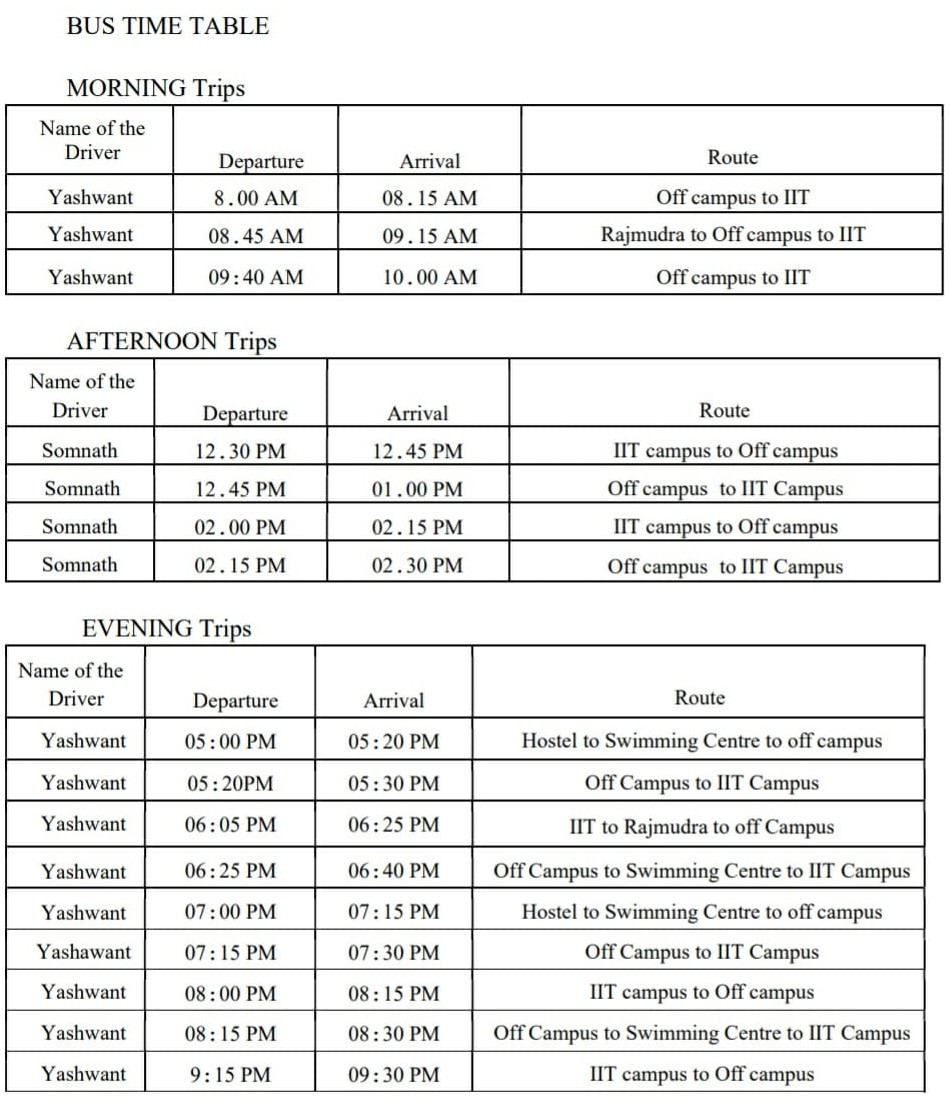 BUS TIME TABLE
MORNING Trips
Name of the
Driver Departure Arrival Route
Yashwant 8.00 AM 08.15 AM Off campus to IIT
Yashwant 08.45 AM 09.15 AM Rajmudra to Off campus to IIT
Yashwant 09:40 AM 10.00 AM Off campus to IIT
AFTERNOON Trips
Name of the
Driver Departure Arrival Route
Somnath 12.30 PM 12.45 PM IIT campus to Off campus
Somnath 12.45 PM 01.00 PM Off campus to IIT Campus
Somnath 02.00 PM 02.15 PM IIT campus to Off campus
Somnath 02.15 PM 02.30 PM Off campus to IIT Campus
EVENING Trips
Name of the
Driver Departure Arrival Route
Yashwant 05:00 PM 05:20 PM Hostel to Swimming Centre to off campus
Yashwant 05:20PM 05:30 PM Off Campus to IIT Campus
Yashwant 06:05 PM 06:25 PM IIT to Rajmudra to off Campus
Yashwant 06:25 PM 06:40 PM Off Campus to Swimming Centre to IIT Campus
Yashwant 07:00 PM 07:15 PM Hostel to Swimming Centre to off campus
Yashawant 07:15 PM 07:30 PM Off Campus to IIT Campus
Yashwant 08:00 PM 08:15 PM IIT campus to Off campus
Yashwant 08:15 PM 08:30 PM Off Campus to Swimming Centre to IIT Campus
Yashwant 9:15 PM 09:30 PM IIT campus to Off campus